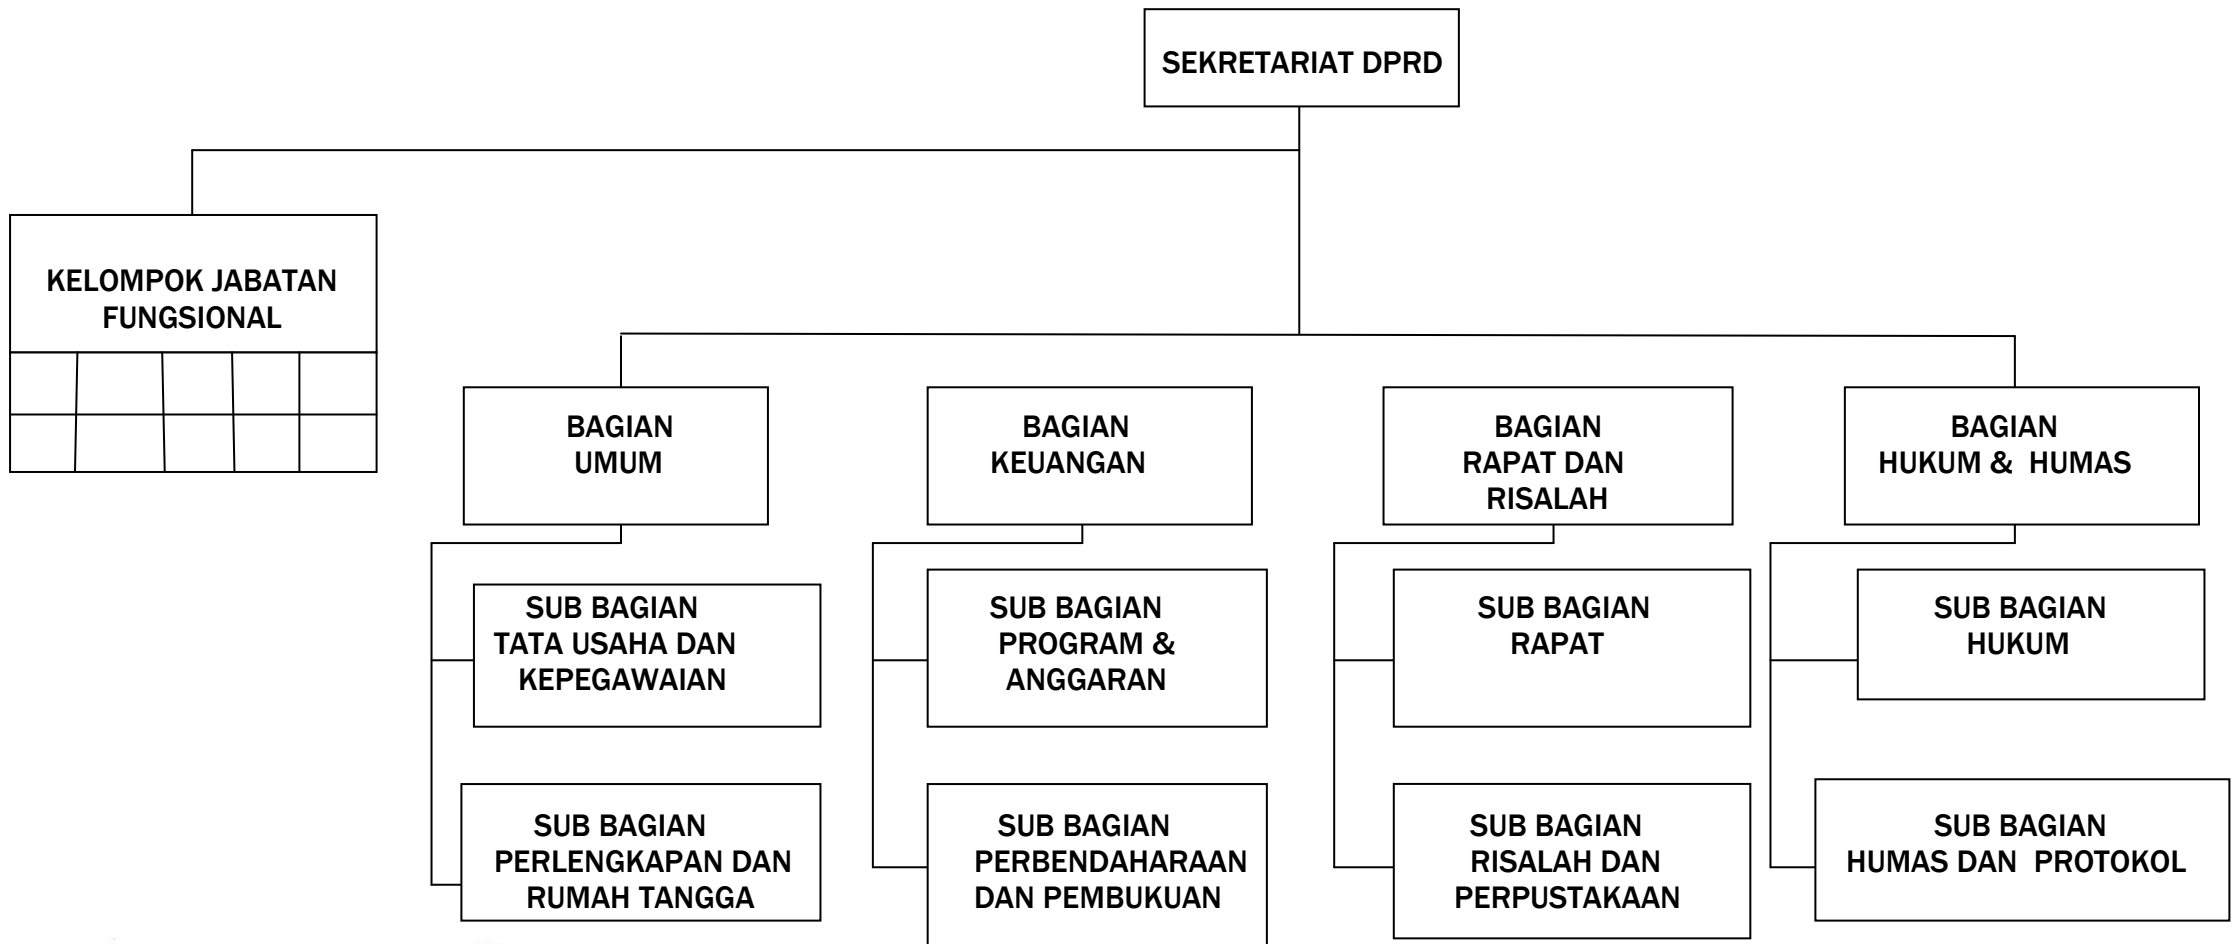 SEKRETARIAT DPRD
KELOMPOK JABATAN
FUNGSIONAL
BAGIAN
UMUM
BAGIAN
KEUANGAN
BAGIAN
RAPAT DAN
RISALAH
BAGIAN
HUKUM & HUMAS
SUB BAGIAN
TATA USAHA DAN
KEPEGAWAIAN
SUB BAGIAN
PROGRAM &
ANGGARAN
SUB BAGIAN
RAPAT
SUB BAGIAN
HUKUM
SUB BAGIAN
PERLENGKAPAN DAN
RUMAH TANGGA
SUB BAGIAN
PERBENDAHARAAN
DAN PEMBUKUAN
SUB BAGIAN
RISALAH DAN
PERPUSTAKAAN
SUB BAGIAN
HUMAS DAN PROTOKOL